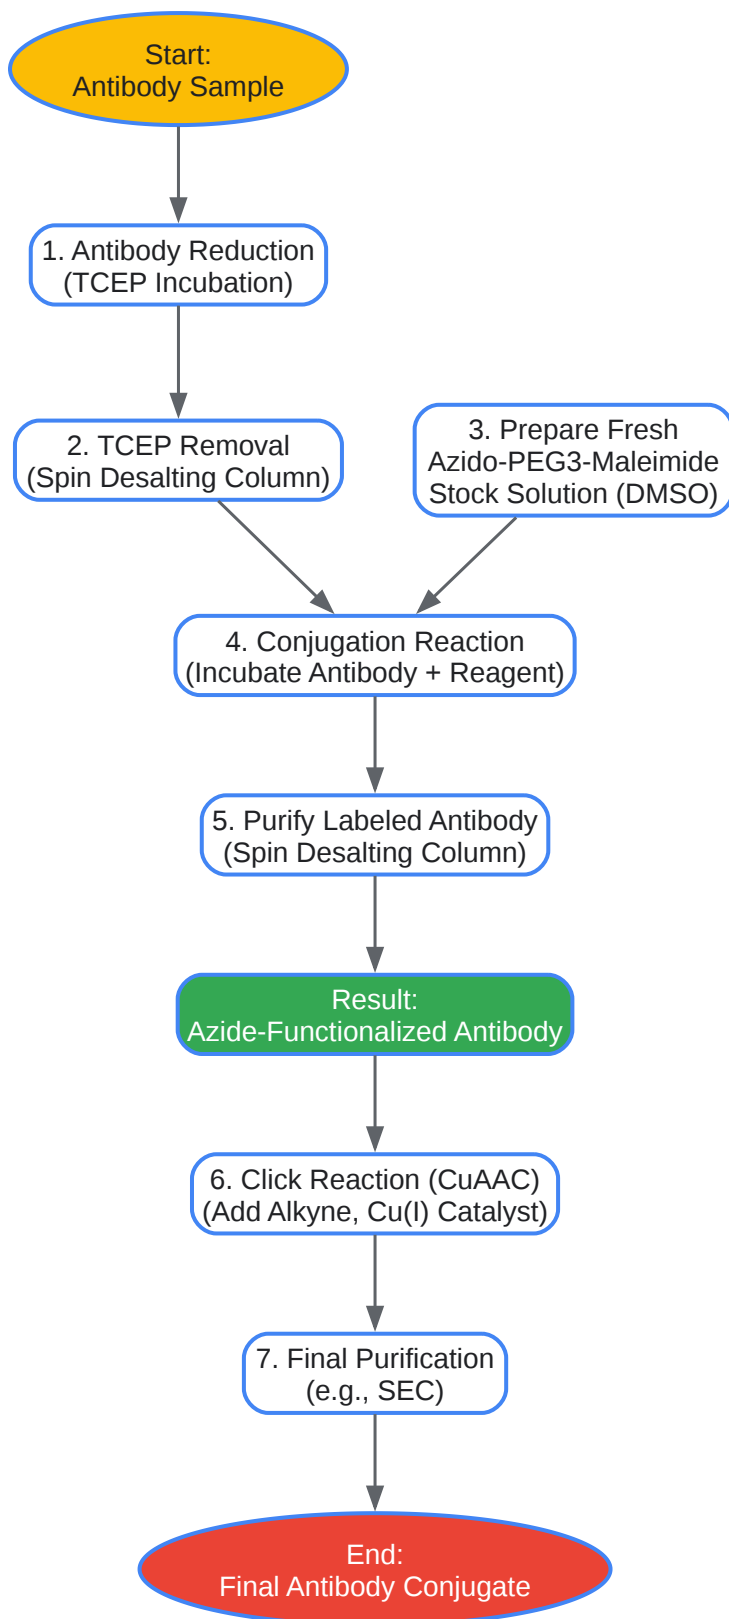 Start:
Antibody Sample
1. Antibody Reduction
(TCEP Incubation)
2. TCEP Removal
(Spin Desalting Column)
3. Prepare Fresh
Azido-PEG3-Maleimide
Stock Solution (DMSO)
4. Conjugation Reaction
(Incubate Antibody + Reagent)
5. Purify Labeled Antibody
(Spin Desalting Column)
Result:
Azide-Functionalized Antibody
6. Click Reaction (CuAAC)
(Add Alkyne, Cu(I) Catalyst)
7. Final Purification
(e.g., SEC)
End:
Final Antibody Conjugate